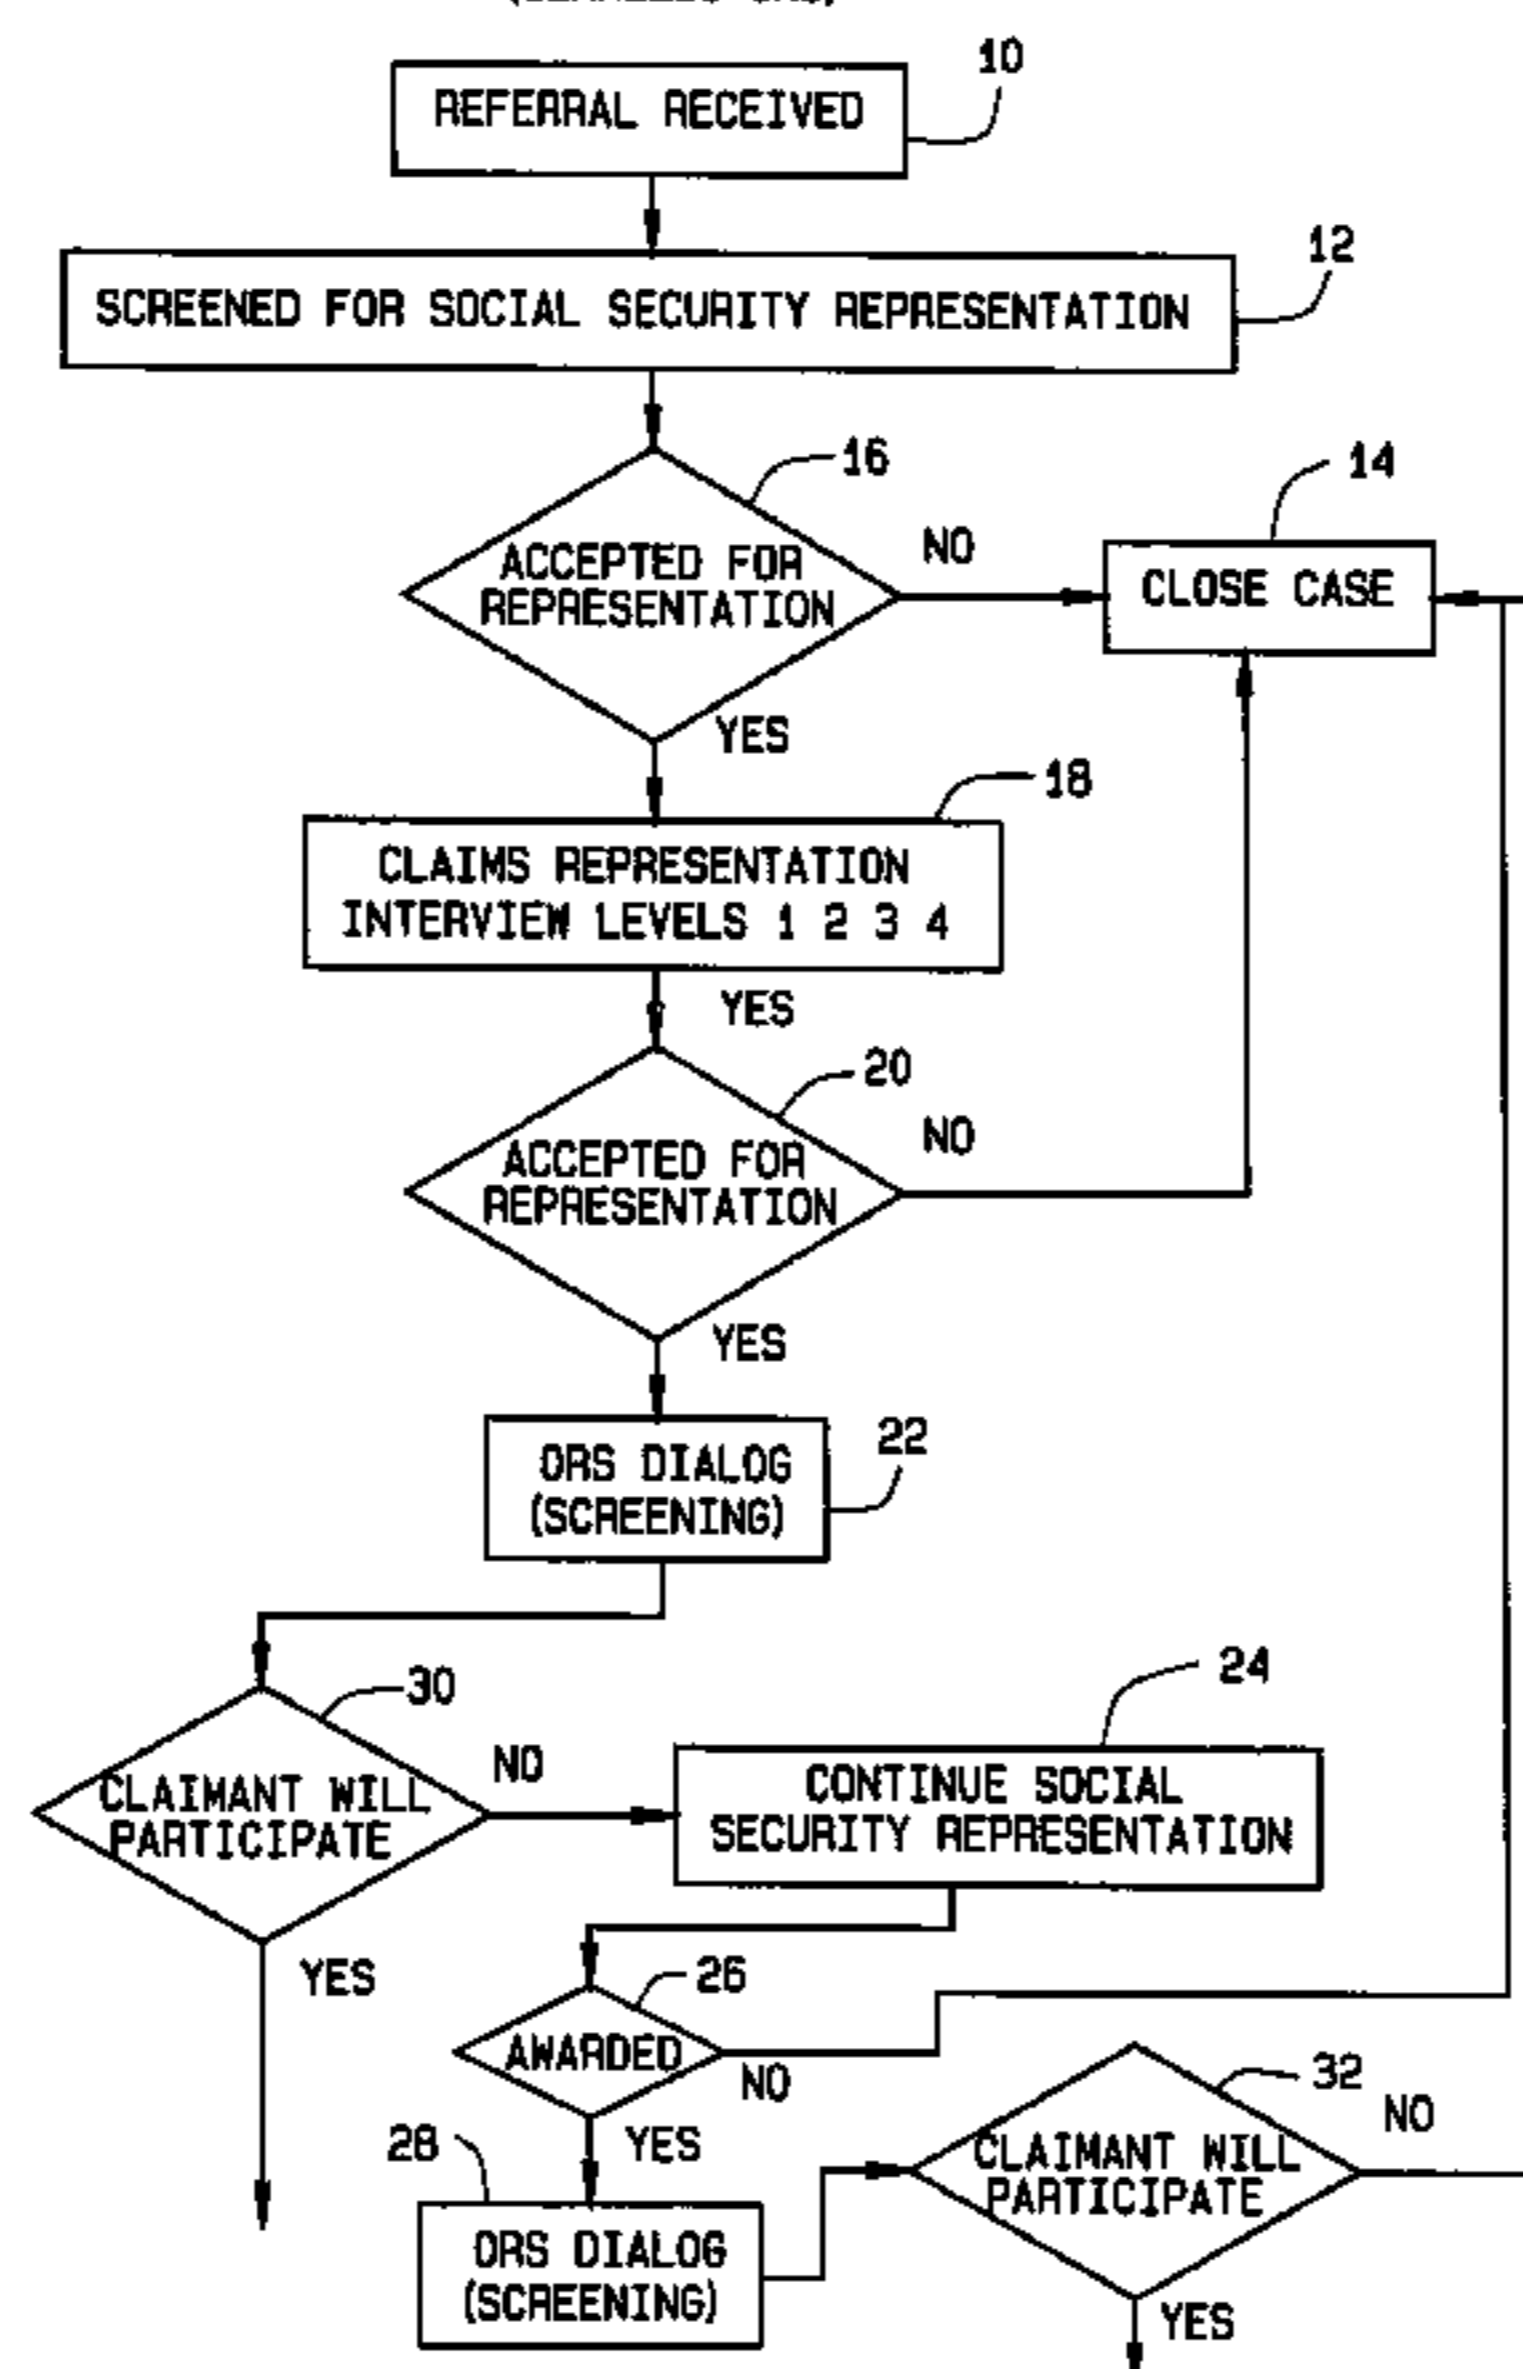 10
REFERRAL RECEIVED
12
SCREENED FOR SOCIAL SECURITY REPRESENTATION
16
14
ACCEPTED FOR
REPRESENTATION
NO
CLOSE CASE
YES
18
CLAIMS REPRESENTATION
INTERVIEW LEVELS 1 2 3 4
YES
20
ACCEPTED FOR
REPRESENTATION
NO
YES
22
ORS DIALOG
(SCREENING)
30
24
CLAIMANT WILL
PARTICIPATE
NO
CONTINUE SOCIAL
SECURITY REPRESENTATION
YES
26
AWARDED
NO
32
NO
28
YES
CLAIMANT WILL
PARTICIPATE
ORS DIALOG
(SCREENING)
YES